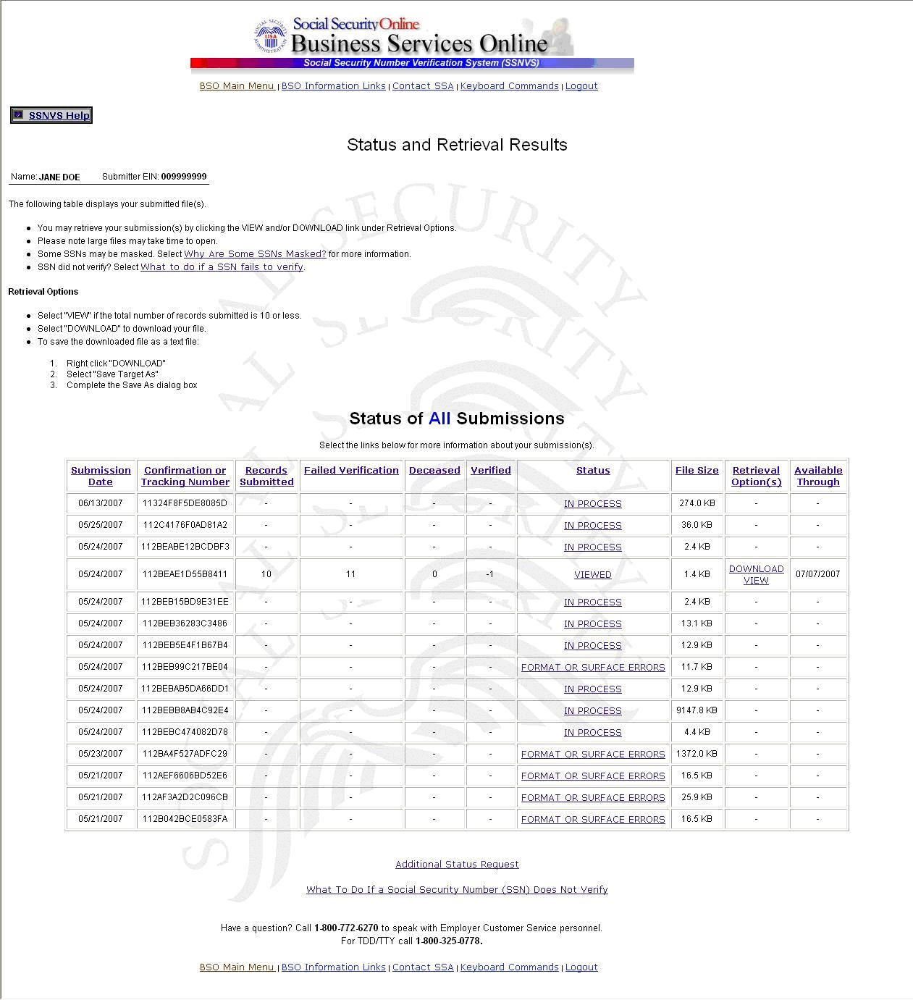 Social Security Online
Business Services Online
Social Security Number Verification System (SSNVS)
BSO Main Menu | BSO Information Links | Contact SSA | Keyboard Commands | Logout
SSNVS Help
Status and Retrieval Results
Name: JANE DOE Submitter EIN: 009999999
The following table displays your submitted file(s).
• You may retrieve your submission(s) by clicking the VIEW and/or DOWNLOAD link under Retrieval Options.
• Please note large files may take time to open.
• Some SSNs may be masked. Select Why Are Some SSNs Masked? for more information.
• SSN did not verify? Select What to do if a SSN fails to verify.
Retrieval Options
• Select "VIEW" if the total number of records submitted is 10 or less.
• Select "DOWNLOAD" to download your file.
• To save the downloaded file as a text file:
1. Right click "DOWNLOAD"
2. Select "Save Target As"
3. Complete the Save As dialog box
Status of All Submissions
Select the links below for more information about your submission(s).
Submission Date Confirmation or Tracking Number Records Submitted Failed Verification Deceased Verified Status File Size Retrieval Option(s) Available Through
06/13/2007 11324F8F5DE8085D - - - - IN PROCESS 274.0 KB - -
05/25/2007 112C4176F0AD81A2 - - - - IN PROCESS 36.0 KB - -
05/24/2007 112BEABE12BCDBF3 - - - - IN PROCESS 2.4 KB - -
05/24/2007 112BEAE1D55B8411 10 11 0 -1 VIEWED 1.4 KB DOWNLOAD VIEW 07/07/2007
05/24/2007 112BEB15BD9E31EE - - - - IN PROCESS 2.4 KB - -
05/24/2007 112BEB36283C3486 - - - - IN PROCESS 13.1 KB - -
05/24/2007 112BEB5E4F1B67B4 - - - - IN PROCESS 12.9 KB - -
05/24/2007 112BEB99C217BE04 - - - - FORMAT OR SURFACE ERRORS 11.7 KB - -
05/24/2007 112BEBAB5DA66DD1 - - - - IN PROCESS 12.9 KB - -
05/24/2007 112BEBB8AB4C92E4 - - - - IN PROCESS 9147.8 KB - -
05/24/2007 112BEBC474082D78 - - - - IN PROCESS 4.4 KB - -
05/23/2007 112BA4F527ADFC29 - - - - FORMAT OR SURFACE ERRORS 1372.0 KB - -
05/21/2007 112AEF6606BD52E6 - - - - FORMAT OR SURFACE ERRORS 16.5 KB - -
05/21/2007 112AF3A2D2C096CB - - - - FORMAT OR SURFACE ERRORS 25.9 KB - -
05/21/2007 112B042BCE0583FA - - - - FORMAT OR SURFACE ERRORS 16.5 KB - -
Additional Status Request
What To Do If a Social Security Number (SSN) Does Not Verify
Have a question? Call 1-800-772-6270 to speak with Employer Customer Service personnel.
For TDD/TTY call 1-800-325-0778.
BSO Main Menu | BSO Information Links | Contact SSA | Keyboard Commands | Logout